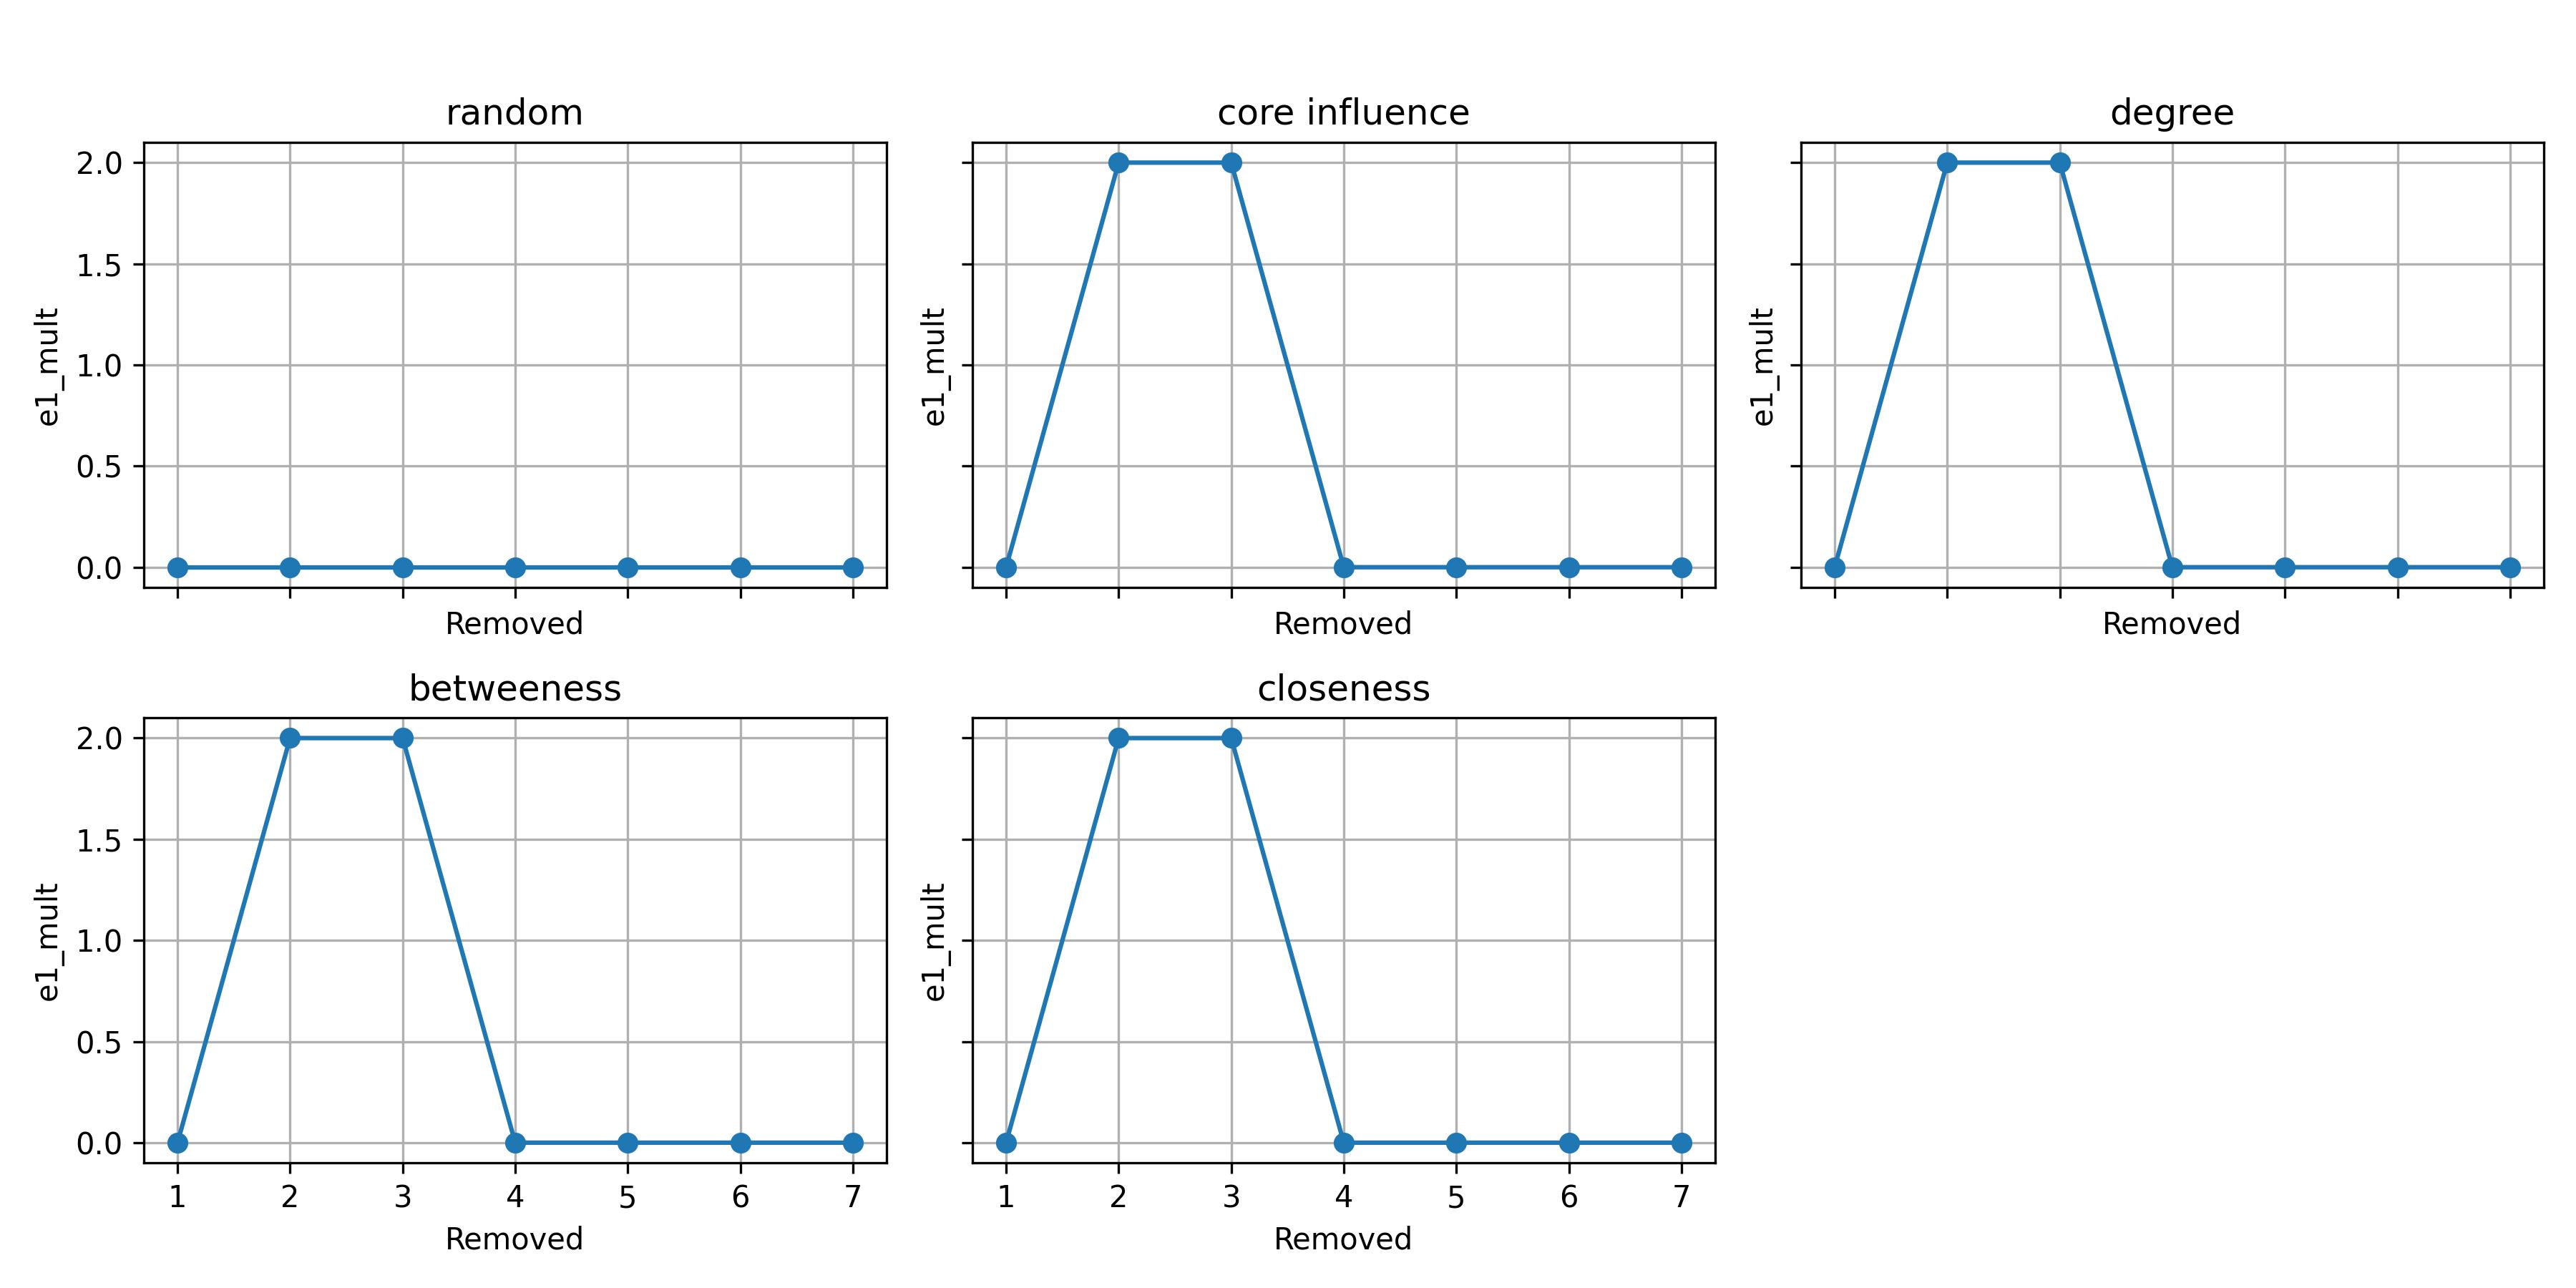 random
core influence
degree
2.0
1.5
1.0
0.5
0.0
e1_mult
e1_mult
e1_mult
Removed
Removed
Removed
betweeness
closeness
2.0
1.5
1.0
0.5
0.0
e1_mult
e1_mult
1 2 3 4 5 6 7
1 2 3 4 5 6 7
Removed
Removed